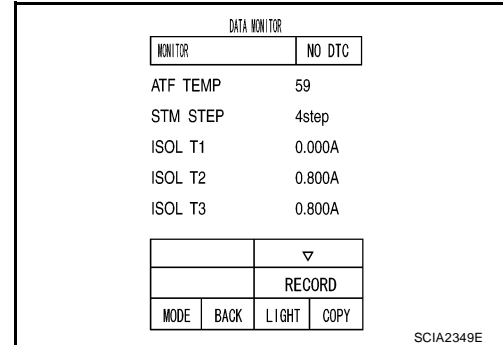 DATA MONITOR
MONITOR NO DTC
ATF TEMP 59
STM STEP 4step
ISOL T1 0.000A
ISOL T2 0.800A
ISOL T3 0.800A
▽
RECORD
MODE BACK LIGHT COPY
SCIA2349E